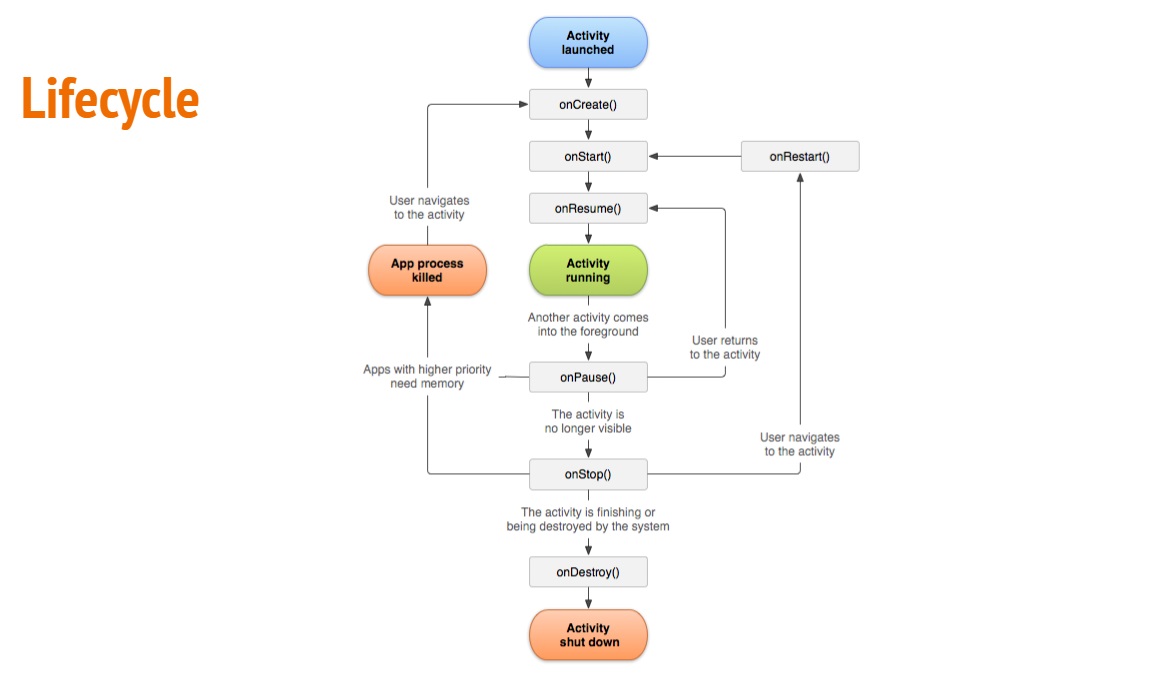 Lifecycle
Activity
launched
onCreate()
onStart()
onRestart()
onResume()
User navigates
to the activity
App process
killed
Activity
running
Another activity comes
into the foreground
User returns
to the activity
Apps with higher priority
need memory
onPause()
The activity is
no longer visible
User navigates
to the activity
onStop()
The activity is finishing or
being destroyed by the system
onDestroy()
Activity
shut down